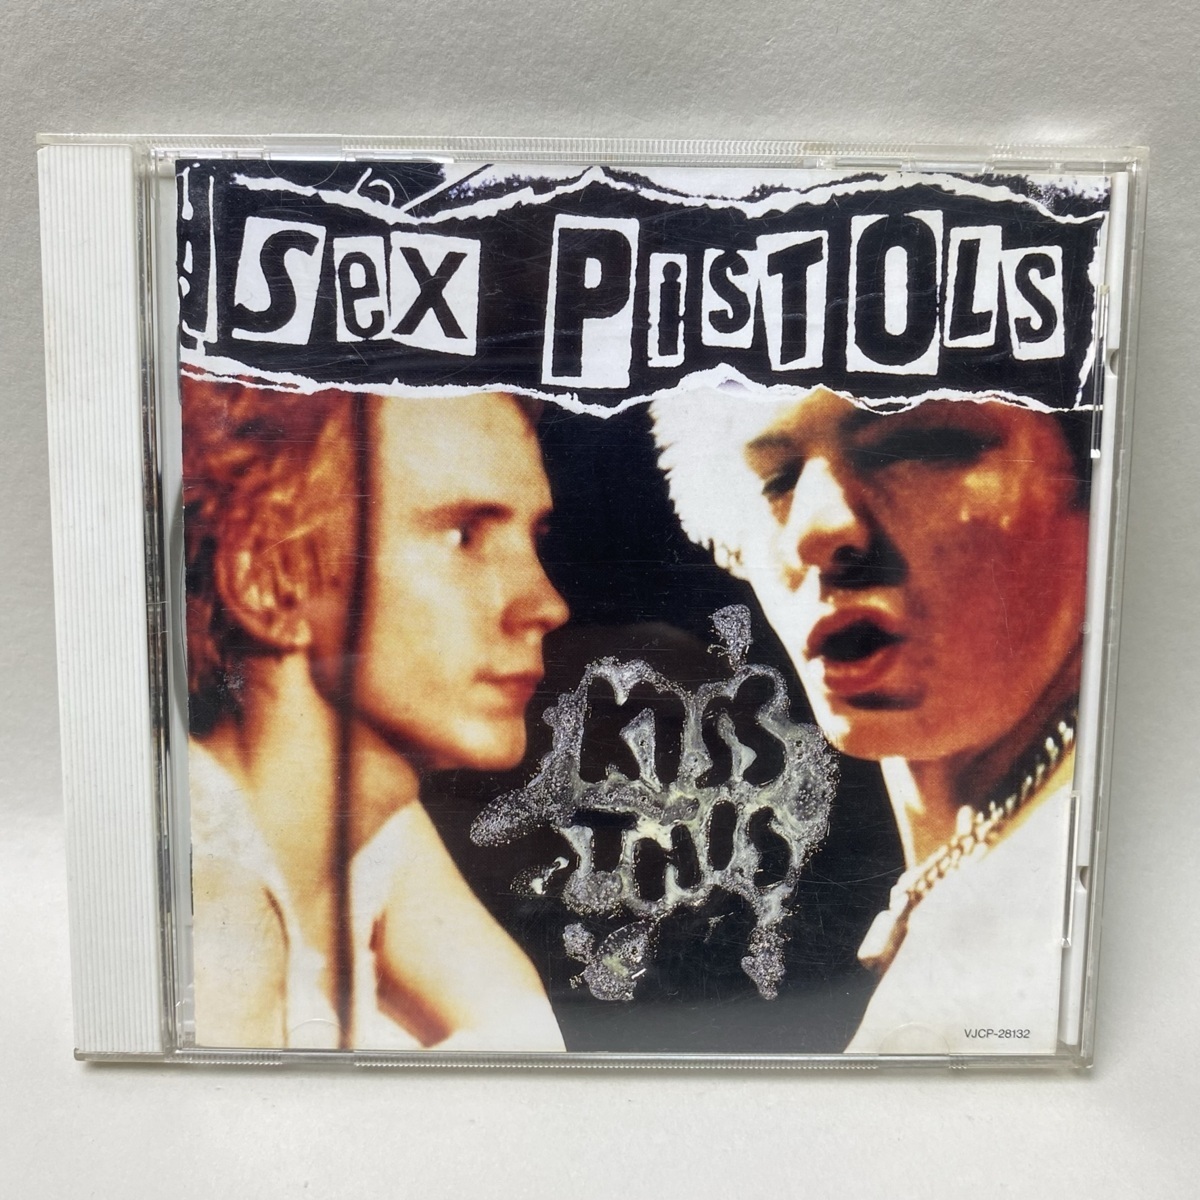 SeX PISTOLS
KISS
THIS
VJCP-28132